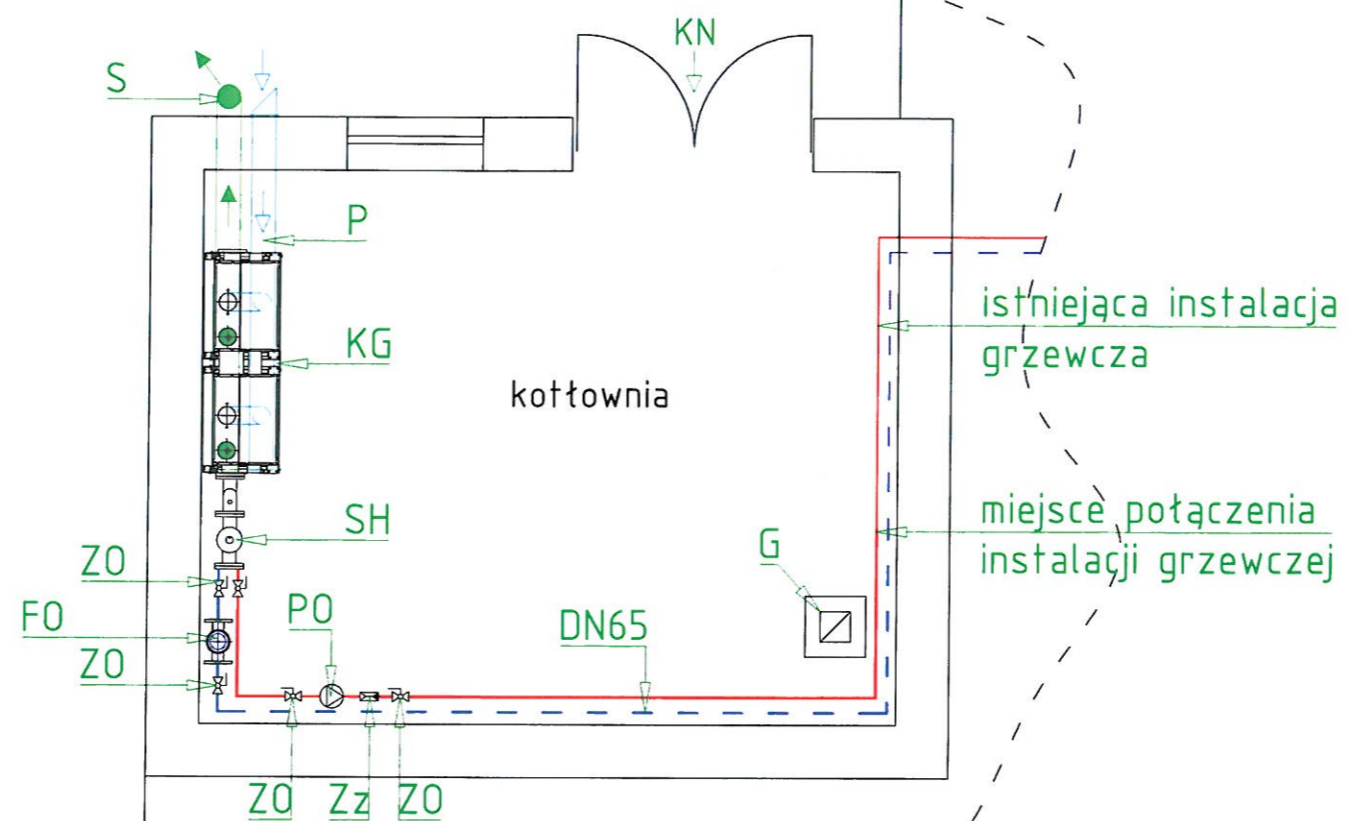 KN
S
P
KG
istniejąca instalacja
grzewcza
kotłownia
SH
miejsce połączenia
instalacji grzewczej
G
ZO
FO
PO
DN65
ZO
ZO
Zz
ZO